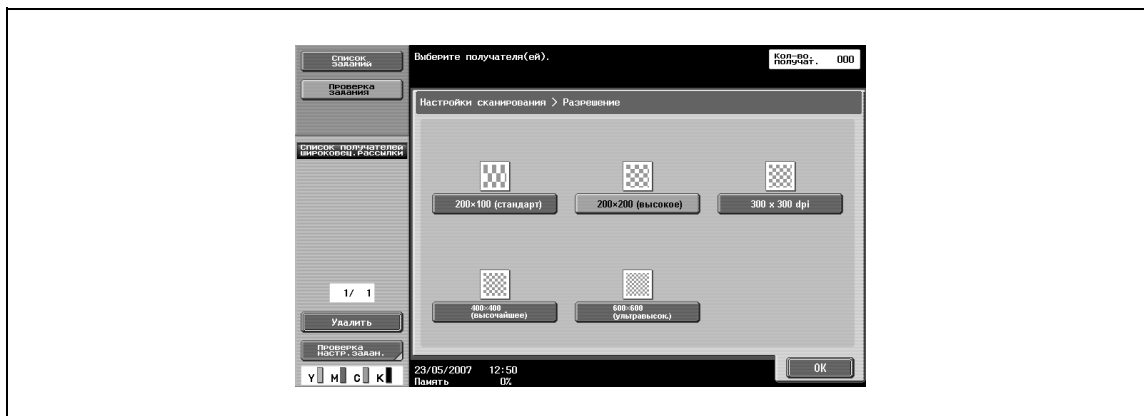 Список
заданий
Выберите получателя(ей).
Кол-во.
получат. 000
Проверка
задания
Настройки сканирования > Разрешение
Список получателей
широковещ.рассылки
200×100 (стандарт)
200×200 (высокое)
300 x 300 dpi
400×400
(высочайшее)
600×600
(ультравысок.)
1/ 1
Удалить
Проверка
настр.задан.
OK
23/05/2007 12:50
Память 0%
Y M C K